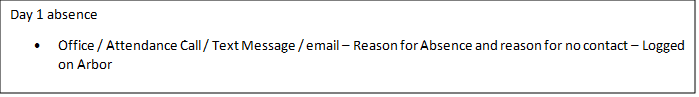 Day 1 absence
• Office / Attendance Call / Text Message / email – Reason for Absence and reason for no contact – Logged
on Arbor